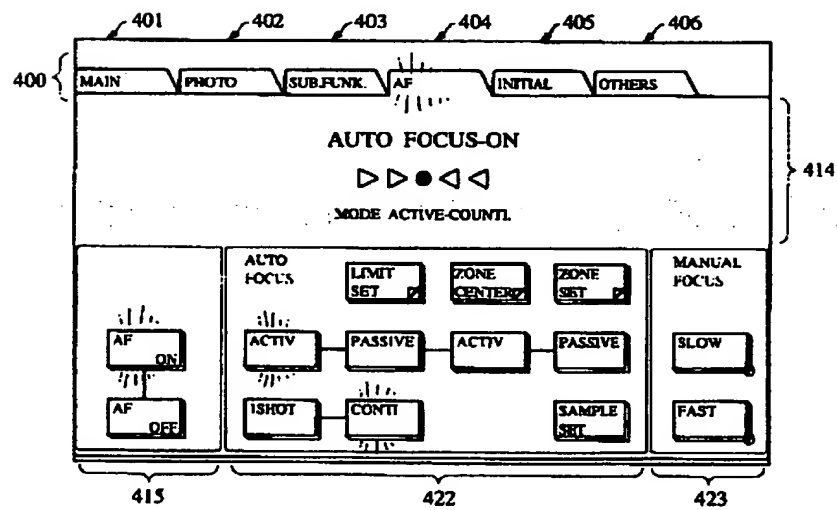 401 402 403 404 405 406
400
MAIN PHOTO SUB.FUNK. AF INITIAL OTHERS
AUTO FOCUS-ON
414
MODE ACTIVE-COUNTI.
AUTO FOCUS
LIMIT SET
ZONE CENTER
ZONE SET
MANUAL FOCUS
AF ON
ACTIV PASSIVE ACTIV PASSIVE
SLOW
AF OFF
1SHOT CONTI
SAMPLE SET
FAST
415 422 423